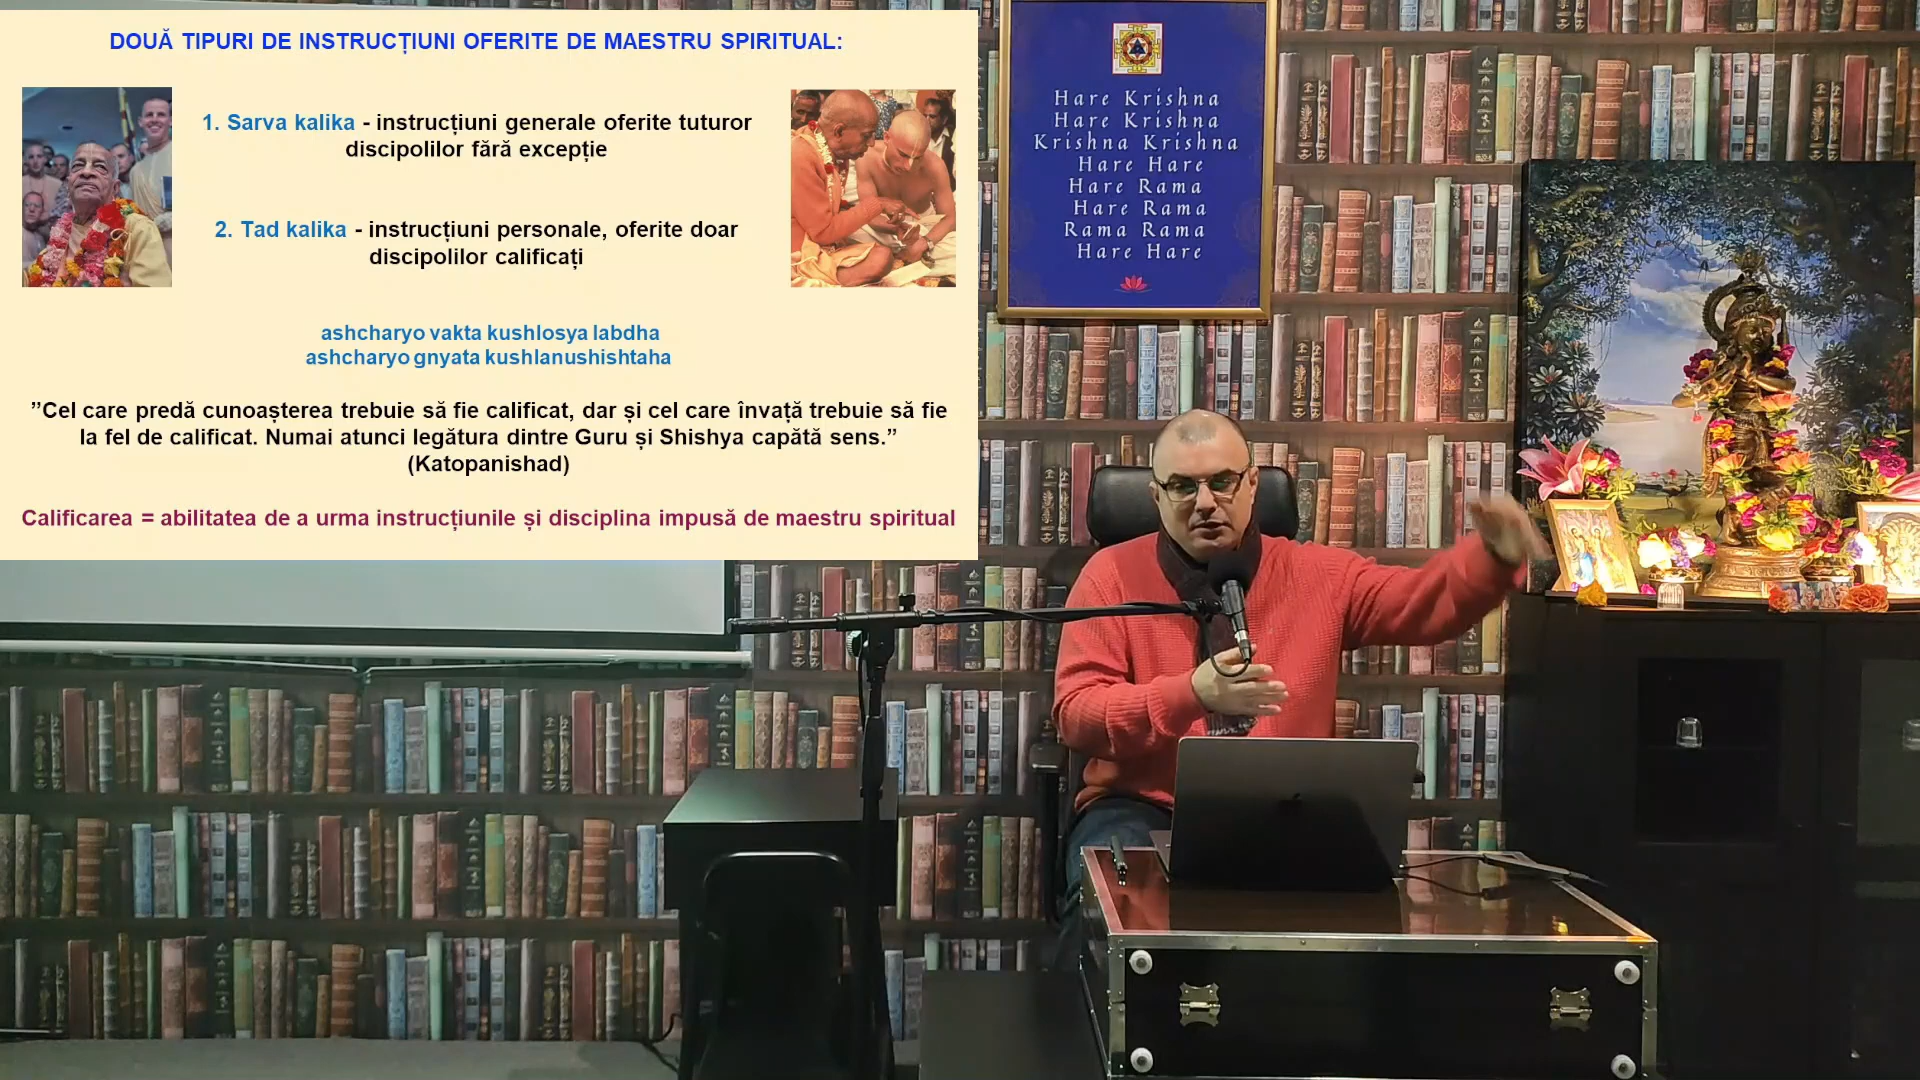 DOUĂ TIPURI DE INSTRUCȚIUNI OFERITE DE MAESTRU SPIRITUAL:
1. Sarva kalika - instrucțiuni generale oferite tuturor
discipolilor fără excepție
2. Tad kalika - instrucțiuni personale, oferite doar
discipolilor calificați
ashcharyo vakta kushlosya labdha
ashcharyo gnyata kushlanushishtaha
”Cel care predă cunoașterea trebuie să fie calificat, dar și cel care învață trebuie să fie
la fel de calificat. Numai atunci legătura dintre Guru și Shishya capătă sens.”
(Katopanishad)
Calificarea = abilitatea de a urma instrucțiunile și disciplina impusă de maestru spiritual
Hare Krishna
Hare Krishna
Krishna Krishna
Hare Hare
Hare Rama
Hare Rama
Rama Rama
Hare Hare